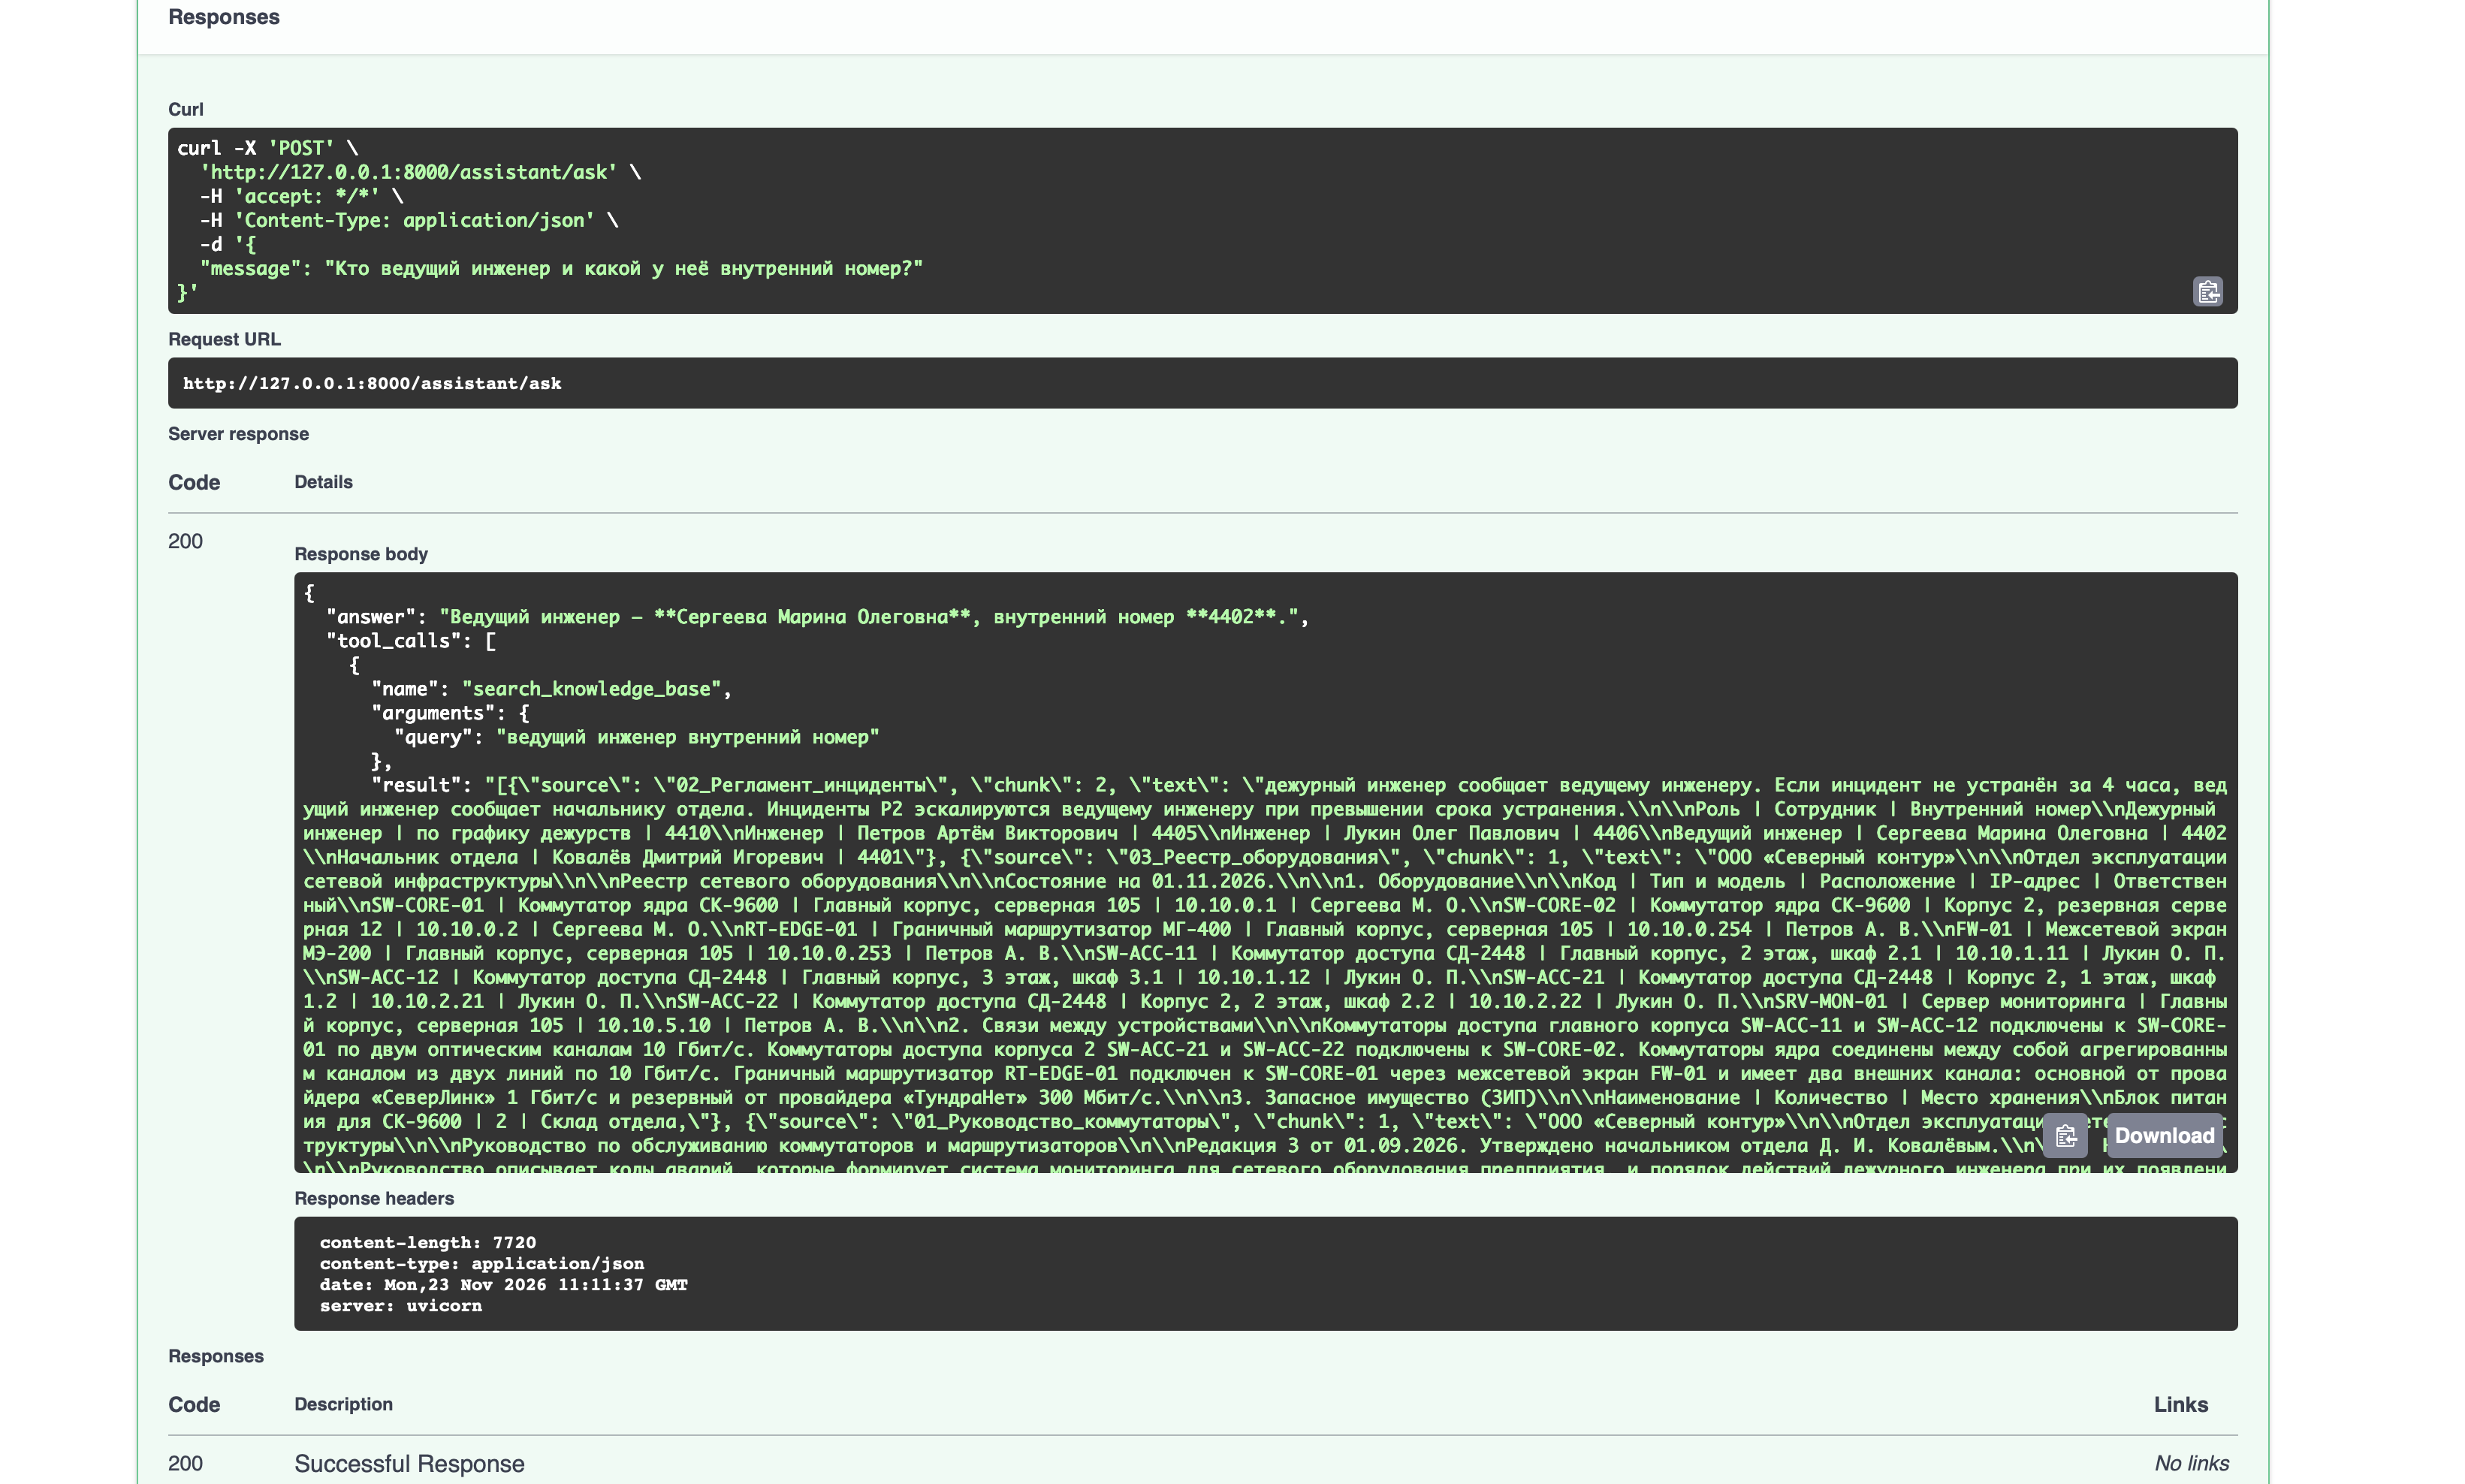 Responses
Curl
curl -X 'POST' \
  'http://127.0.0.1:8000/assistant/ask' \
  -H 'accept: */*' \
  -H 'Content-Type: application/json' \
  -d '{
  "message": "Кто ведущий инженер и какой у неё внутренний номер?"
}'
Request URL
http://127.0.0.1:8000/assistant/ask
Server response
Code Details
200
Response body
{
  "answer": "Ведущий инженер — **Сергеева Марина Олеговна**, внутренний номер **4402**.",
  "tool_calls": [
    {
      "name": "search_knowledge_base",
      "arguments": {
        "query": "ведущий инженер внутренний номер"
      },
      "result": "[{\"source\": \"02_Регламент_инциденты\", \"chunk\": 2, \"text\": \"дежурный инженер сообщает ведущему инженеру. Если инцидент не устранён за 4 часа, вед
ущий инженер сообщает начальнику отдела. Инциденты P2 эскалируются ведущему инженеру при превышении срока устранения.\\n\\nРоль | Сотрудник | Внутренний номер\\nДежурный
инженер | по графику дежурств | 4410\\nИнженер | Петров Артём Викторович | 4405\\nИнженер | Лукин Олег Павлович | 4406\\nВедущий инженер | Сергеева Марина Олеговна | 4402
\\nНачальник отдела | Ковалёв Дмитрий Игоревич | 4401\"}, {\"source\": \"03_Реестр_оборудования\", \"chunk\": 1, \"text\": \"ООО «Северный контур»\\n\\nОтдел эксплуатации
сетевой инфраструктуры\\n\\nРеестр сетевого оборудования\\n\\nСостояние на 01.11.2026.\\n\\n1. Оборудование\\n\\nКод | Тип и модель | Расположение | IP-адрес | Ответствен
ный\\nSW-CORE-01 | Коммутатор ядра СК-9600 | Главный корпус, серверная 105 | 10.10.0.1 | Сергеева М. О.\\nSW-CORE-02 | Коммутатор ядра СК-9600 | Корпус 2, резервная серве
рная 12 | 10.10.0.2 | Сергеева М. О.\\nRT-EDGE-01 | Граничный маршрутизатор МГ-400 | Главный корпус, серверная 105 | 10.10.0.254 | Петров А. В.\\nFW-01 | Межсетевой экран
МЭ-200 | Главный корпус, серверная 105 | 10.10.0.253 | Петров А. В.\\nSW-ACC-11 | Коммутатор доступа СД-2448 | Главный корпус, 2 этаж, шкаф 2.1 | 10.10.1.11 | Лукин О. П.
\\nSW-ACC-12 | Коммутатор доступа СД-2448 | Главный корпус, 3 этаж, шкаф 3.1 | 10.10.1.12 | Лукин О. П.\\nSW-ACC-21 | Коммутатор доступа СД-2448 | Корпус 2, 1 этаж, шкаф
1.2 | 10.10.2.21 | Лукин О. П.\\nSW-ACC-22 | Коммутатор доступа СД-2448 | Корпус 2, 2 этаж, шкаф 2.2 | 10.10.2.22 | Лукин О. П.\\nSRV-MON-01 | Сервер мониторинга | Главны
й корпус, серверная 105 | 10.10.5.10 | Петров А. В.\\n\\n2. Связи между устройствами\\n\\nКоммутаторы доступа главного корпуса SW-ACC-11 и SW-ACC-12 подключены к SW-CORE-
01 по двум оптическим каналам 10 Гбит/с. Коммутаторы доступа корпуса 2 SW-ACC-21 и SW-ACC-22 подключены к SW-CORE-02. Коммутаторы ядра соединены между собой агрегированны
м каналом из двух линий по 10 Гбит/с. Граничный маршрутизатор RT-EDGE-01 подключен к SW-CORE-01 через межсетевой экран FW-01 и имеет два внешних канала: основной от прова
йдера «СеверЛинк» 1 Гбит/с и резервный от провайдера «ТундраНет» 300 Мбит/с.\\n\\n3. Запасное имущество (ЗИП)\\n\\nНаименование | Количество | Место хранения\\nБлок питан
ия для СК-9600 | 2 | Склад отдела,\"}, {\"source\": \"01_Руководство_коммутаторы\", \"chunk\": 1, \"text\": \"ООО «Северный контур»\\n\\nОтдел эксплуатаци
труктуры\\n\\nРуководство по обслуживанию коммутаторов и маршрутизаторов\\n\\nРедакция 3 от 01.09.2026. Утверждено начальником отдела Д. И. Ковалёвым.\\n\
\n\\nРуководство описывает коды аварий, которые формирует система мониторинга для сетевого оборудования предприятия, и порядок действий дежурного инженера при их появлени
Download
Response headers
content-length: 7720
content-type: application/json
date: Mon,23 Nov 2026 11:11:37 GMT
server: uvicorn
Responses
Code Description Links
200 Successful Response No links